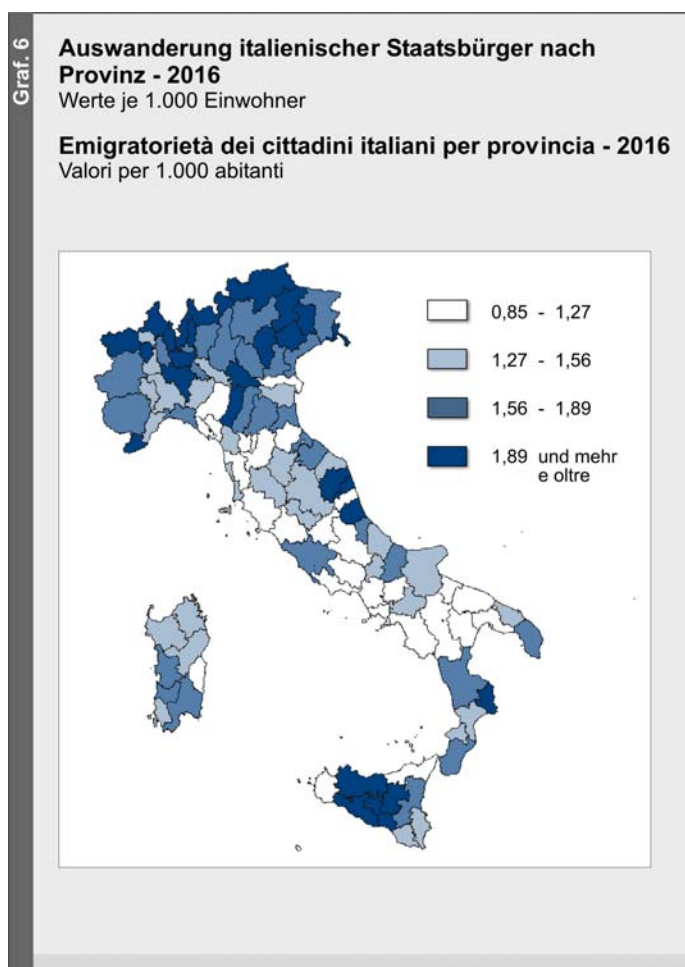 Graf. 6
Auswanderung italienischer Staatsbürger nach
Provinz - 2016
Werte je 1.000 Einwohner
Emigratorietà dei cittadini italiani per provincia - 2016
Valori per 1.000 abitanti
0,85 - 1,27
1,27 - 1,56
1,56 - 1,89
1,89 und mehr
e oltre